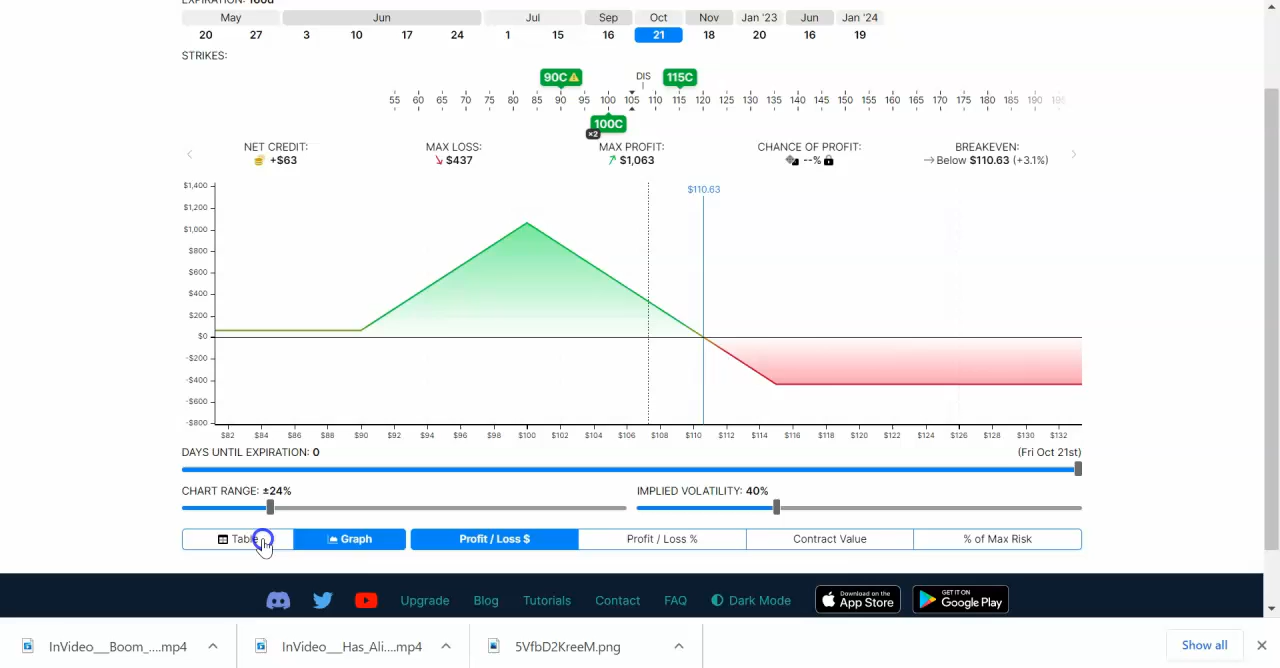 EXPIRATION: 100d
May Jun Jul Sep Oct Nov Jan '23 Jun Jan '24
20 27 3 10 17 24 1 15 16 21 18 20 16 19
STRIKES:
90C DIS 115C
55 60 65 70 75 80 85 90 95 100 105 110 115 120 125 130 135 140 145 150 155 160 165 170 175 180 185 190 195
100C
x2
NET CREDIT: MAX LOSS: MAX PROFIT: CHANCE OF PROFIT: BREAKEVEN:
+$63 $437 $1,063 --% Below $110.63 (+3.1%)
$1,400
$110.63
$1,200
$1,000
$800
$600
$400
$200
$0
-$200
-$400
-$600
-$800
$82 $84 $86 $88 $90 $92 $94 $96 $98 $100 $102 $104 $106 $108 $110 $112 $114 $116 $118 $120 $122 $124 $126 $128 $130 $132
DAYS UNTIL EXPIRATION: 0 (Fri Oct 21st)
CHART RANGE: ±24% IMPLIED VOLATILITY: 40%
Table Graph Profit / Loss $ Profit / Loss % Contract Value % of Max Risk
Upgrade Blog Tutorials Contact FAQ Dark Mode Download on the App Store GET IT ON Google Play
InVideo___Boom_....mp4 InVideo___Has_Ali....mp4 5VfbD2KreeM.png Show all